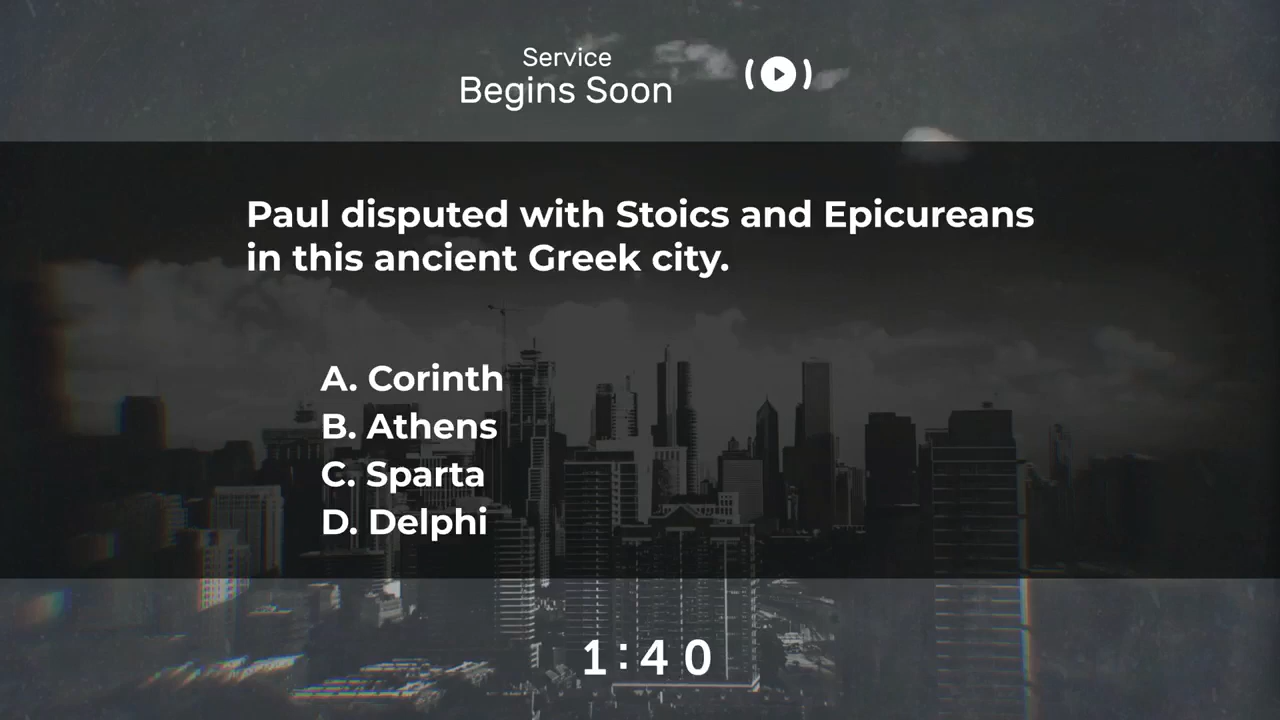 Service
Begins Soon
Paul disputed with Stoics and Epicureans
in this ancient Greek city.
A. Corinth
B. Athens
C. Sparta
D. Delphi
1:40